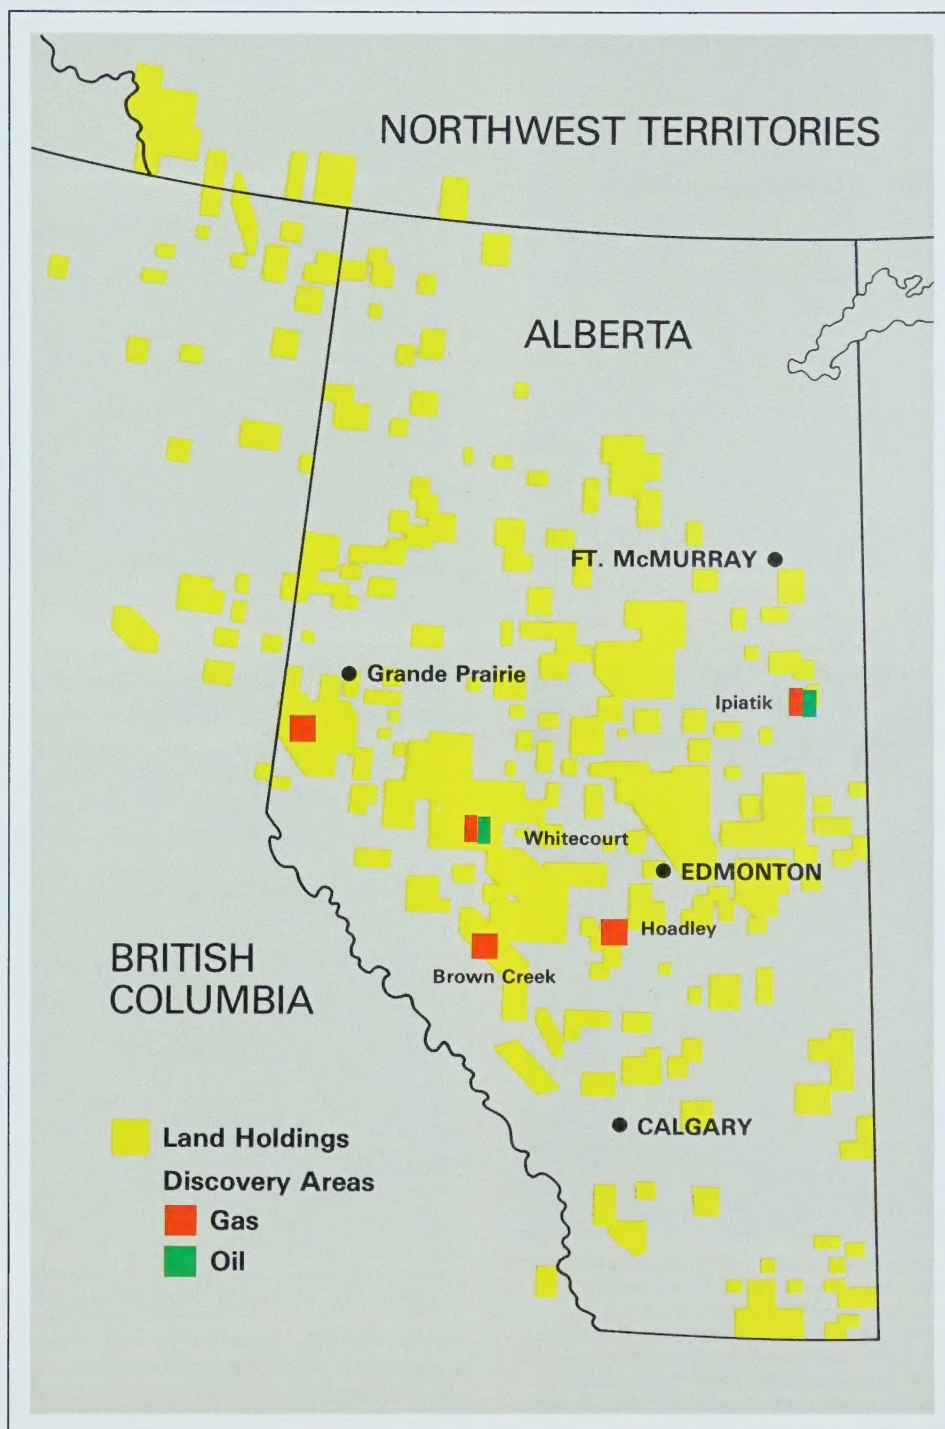 NORTHWEST TERRITORIES
ALBERTA
FT. McMURRAY
Grande Prairie
Ipiatik
Whitecourt
EDMONTON
Hoadley
Brown Creek
BRITISH
COLUMBIA
CALGARY
Land Holdings
Discovery Areas
Gas
Oil